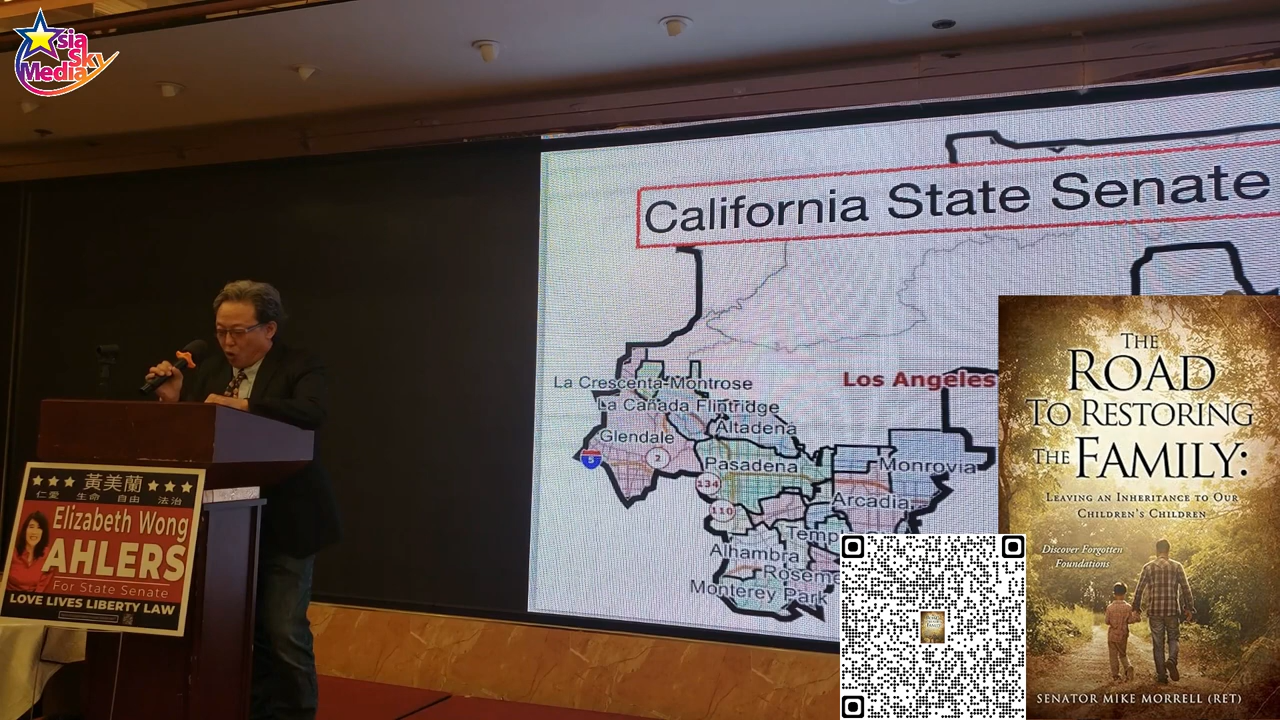 Asia
Sky
Media
California State Senate
La Crescenta-Montrose
La Cañada Flintridge
Altadena
Los Angeles
Glendale
5
2
Pasadena
134
110
Monrovia
Arcadia
Temp
Alhambra
Roseme
Monterey Park
黃美蘭
仁愛 生命 自由 法治
Elizabeth Wong
AHLERS
For State Senate
LOVE LIVES LIBERTY LAW
THE
ROAD
TO RESTORING
THE FAMILY:
LEAVING AN INHERITANCE TO OUR
CHILDREN'S CHILDREN
Discover Forgotten
Foundations
SENATOR MIKE MORRELL (RET)